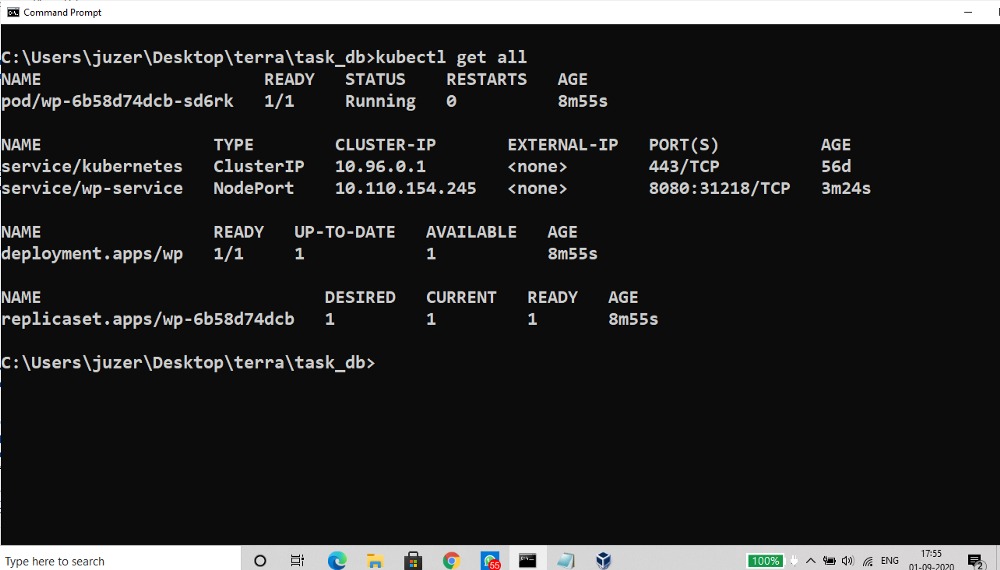 Command Prompt
C:\Users\juzer\Desktop\terra\task_db>kubectl get all
NAME READY STATUS RESTARTS AGE
pod/wp-6b58d74dcb-sd6rk 1/1 Running 0 8m55s
NAME TYPE CLUSTER-IP EXTERNAL-IP PORT(S) AGE
service/kubernetes ClusterIP 10.96.0.1 <none> 443/TCP 56d
service/wp-service NodePort 10.110.154.245 <none> 8080:31218/TCP 3m24s
NAME READY UP-TO-DATE AVAILABLE AGE
deployment.apps/wp 1/1 1 1 8m55s
NAME DESIRED CURRENT READY AGE
replicaset.apps/wp-6b58d74dcb 1 1 1 8m55s
C:\Users\juzer\Desktop\terra\task_db>
Type here to search
55
100%
ENG
17:55
01-09-2020
2